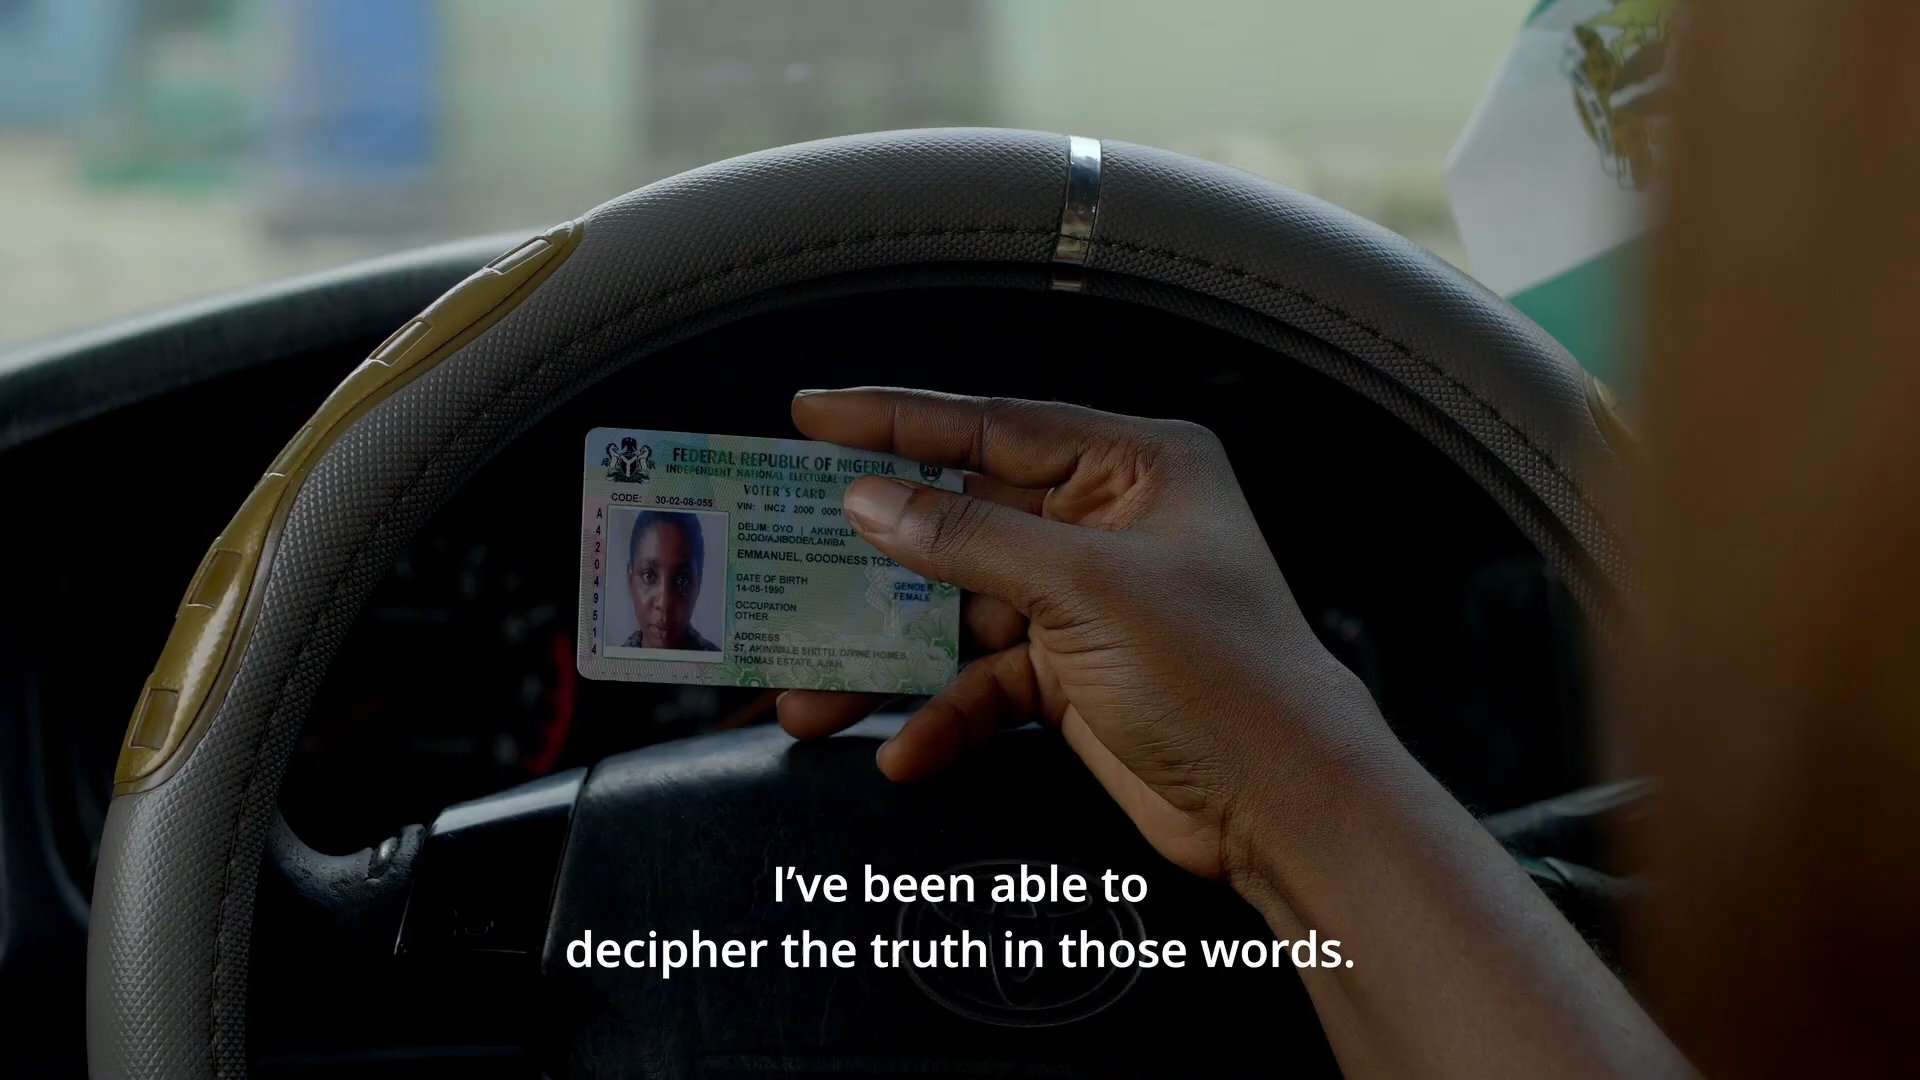 FEDERAL REPUBLIC OF NIGERIA
INDEPENDENT NATIONAL ELECTORAL
VOTER'S CARD
CODE: 30-02-08-055
VIN: INC2 2000 0001
DELIM: OYO | AKINYELE
OJOO/AJIBODE/LANIBA
EMMANUEL, GOODNESS
DATE OF BIRTH
14-08-1990
GENDER
FEMALE
OCCUPATION
OTHER
ADDRESS
57, AKINWALE SHITTU, DIVINE HOMES,
THOMAS ESTATE, AJAH.
A42049514
I've been able to
decipher the truth in those words.